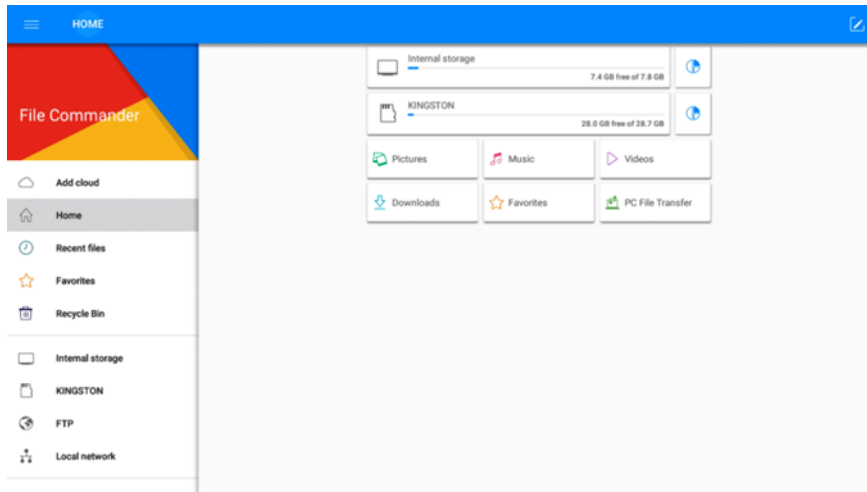 HOME
File Commander
Add cloud
Home
Recent files
Favorites
Recycle Bin
Internal storage
KINGSTON
FTP
Local network
Internal storage
7.4 GB free of 7.8 GB
KINGSTON
28.0 GB free of 28.7 GB
Pictures
Music
Videos
Downloads
Favorites
PC File Transfer